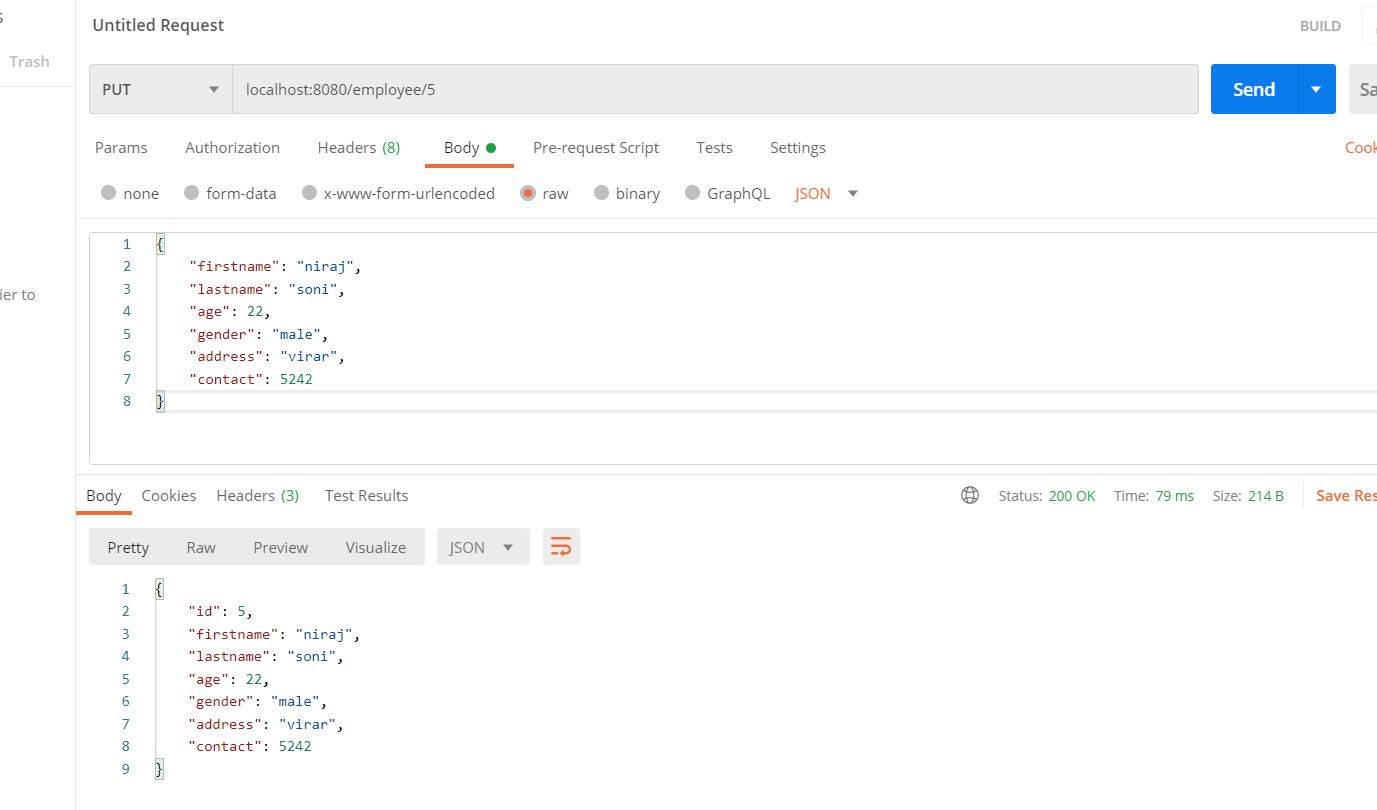 s
Untitled Request
BUILD
Trash
PUT localhost:8080/employee/5 Send Sa
Params Authorization Headers (8) Body Pre-request Script Tests Settings Cook
none form-data x-www-form-urlencoded raw binary GraphQL JSON
1 {
2 "firstname": "niraj",
3 "lastname": "soni",
ier to
4 "age": 22,
5 "gender": "male",
6 "address": "virar",
7 "contact": 5242
8 }
Body Cookies Headers (3) Test Results Status: 200 OK Time: 79 ms Size: 214 B Save Res
Pretty Raw Preview Visualize JSON
1 {
2 "id": 5,
3 "firstname": "niraj",
4 "lastname": "soni",
5 "age": 22,
6 "gender": "male",
7 "address": "virar",
8 "contact": 5242
9 }